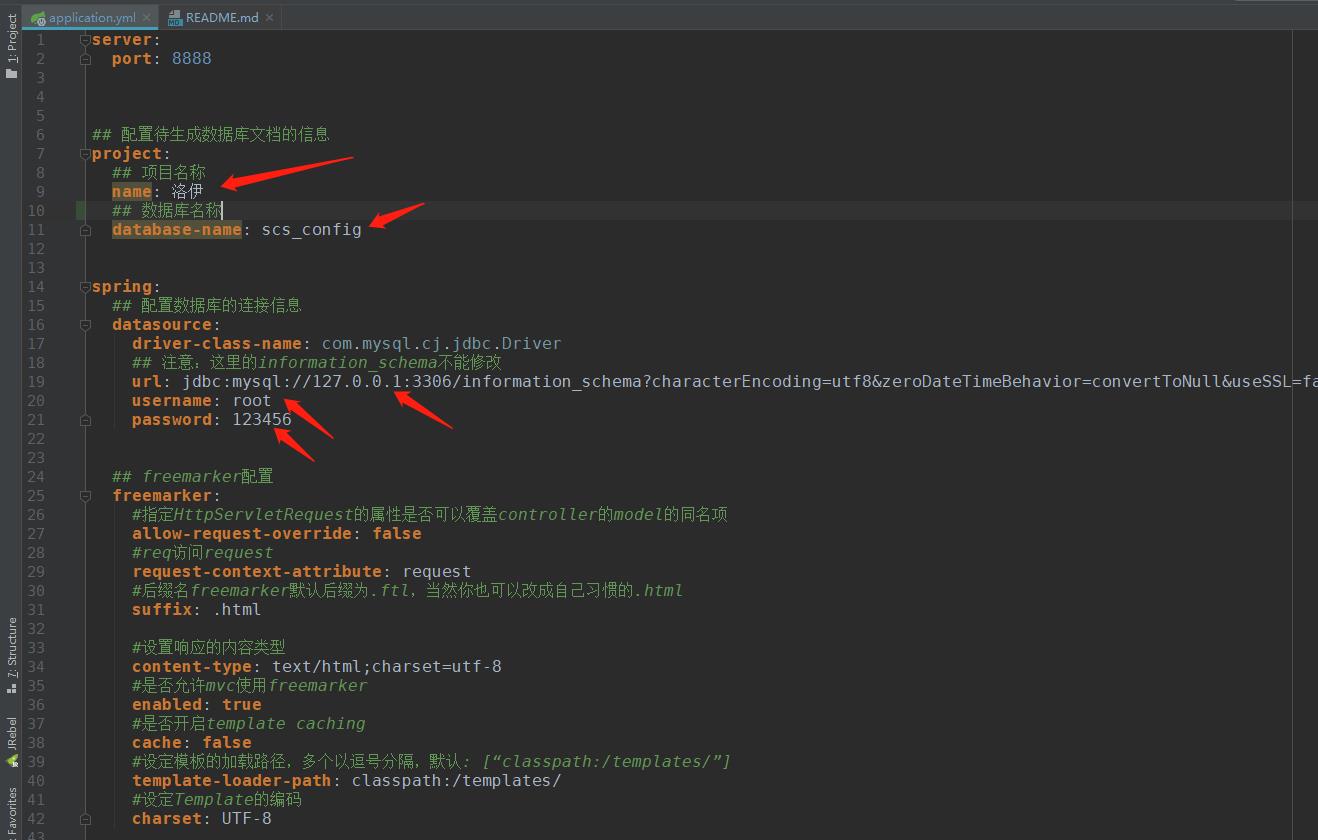 application.yml
README.md
1: Project
7: Structure
JRebel
Favorites
1 server:
2 port: 8888
3
4
5
6 ## 配置待生成数据库文档的信息
7 project:
8 ## 项目名称
9 name: 洛伊
10 ## 数据库名称
11 database-name: scs_config
12
13
14 spring:
15 ## 配置数据库的连接信息
16 datasource:
17 driver-class-name: com.mysql.cj.jdbc.Driver
18 ## 注意：这里的information_schema不能修改
19 url: jdbc:mysql://127.0.0.1:3306/information_schema?characterEncoding=utf8&zeroDateTimeBehavior=convertToNull&useSSL=fa
20 username: root
21 password: 123456
22
23
24 ## freemarker配置
25 freemarker:
26 #指定HttpServletRequest的属性是否可以覆盖controller的model的同名项
27 allow-request-override: false
28 #req访问request
29 request-context-attribute: request
30 #后缀名freemarker默认后缀为.ftl，当然你也可以改成自己习惯的.html
31 suffix: .html
32
33 #设置响应的内容类型
34 content-type: text/html;charset=utf-8
35 #是否允许mvc使用freemarker
36 enabled: true
37 #是否开启template caching
38 cache: false
39 #设定模板的加载路径，多个以逗号分隔，默认: [“classpath:/templates/”]
40 template-loader-path: classpath:/templates/
41 #设定Template的编码
42 charset: UTF-8
43